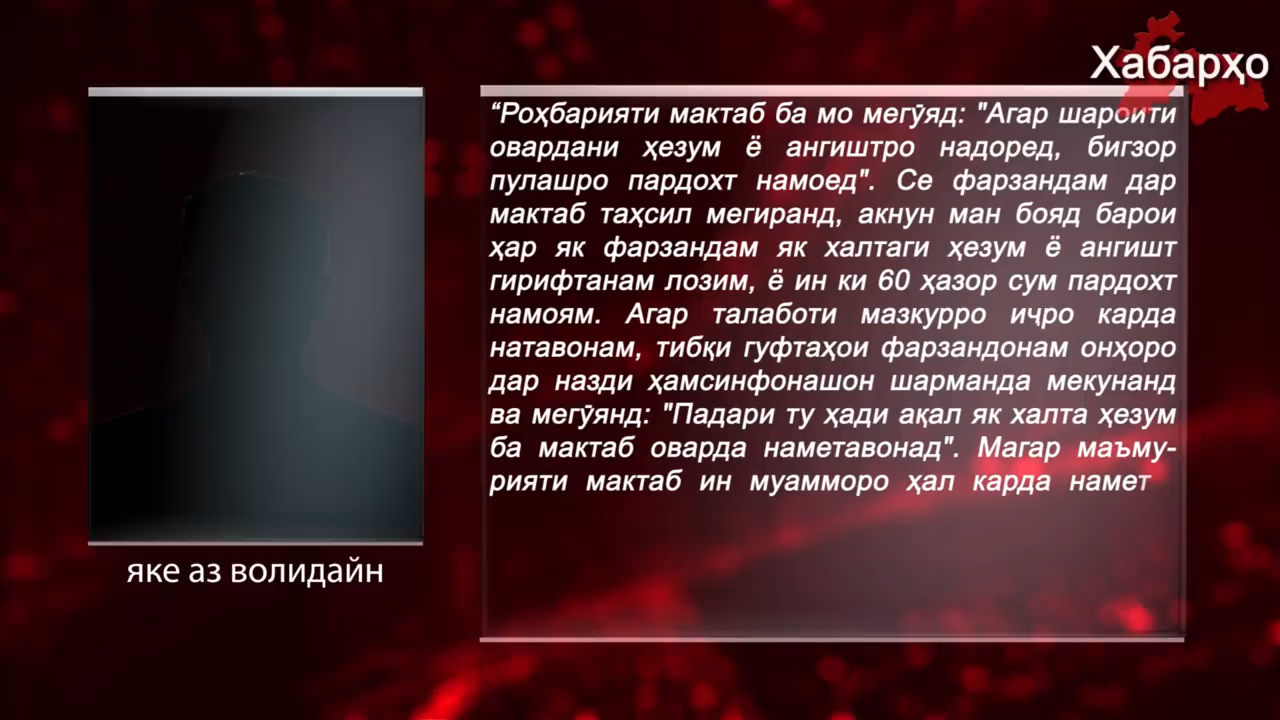 Хабарҳо
“Роҳбарияти мактаб ба мо мегӯяд: "Агар шароити
овардани ҳезум ё ангиштро надоред, бигзор
пулашро пардохт намоед". Се фарзандам дар
мактаб таҳсил мегиранд, акнун ман бояд барои
ҳар як фарзандам як халтаги ҳезум ё ангишт
гирифтанам лозим, ё ин ки 60 ҳазор сум пардохт
намоям. Агар талаботи мазкурро иҷро карда
натавонам, тибқи гуфтаҳои фарзандонам онҳоро
дар назди ҳамсинфонашон шарманда мекунанд
ва мегӯянд: "Падари ту ҳади ақал як халта ҳезум
ба мактаб оварда наметавонад". Магар маъму-
рияти мактаб ин муамморо ҳал карда намет
яке аз волидайн